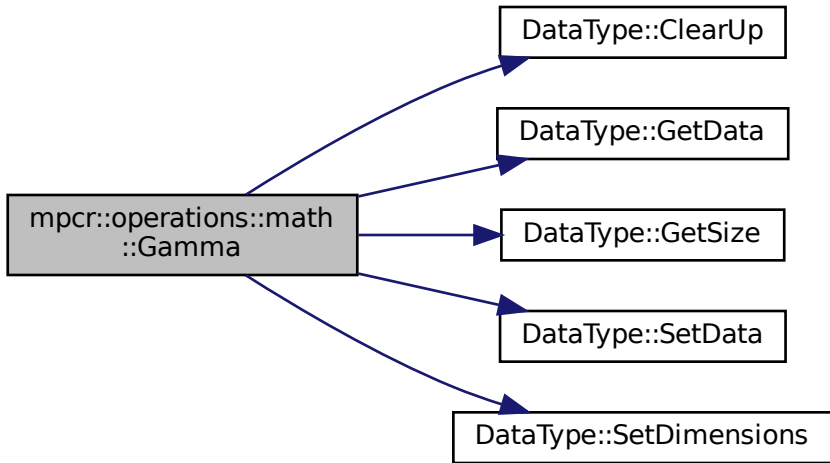 DataType::ClearUp
DataType::GetData
mpcr::operations::math
::Gamma
DataType::GetSize
DataType::SetData
DataType::SetDimensions